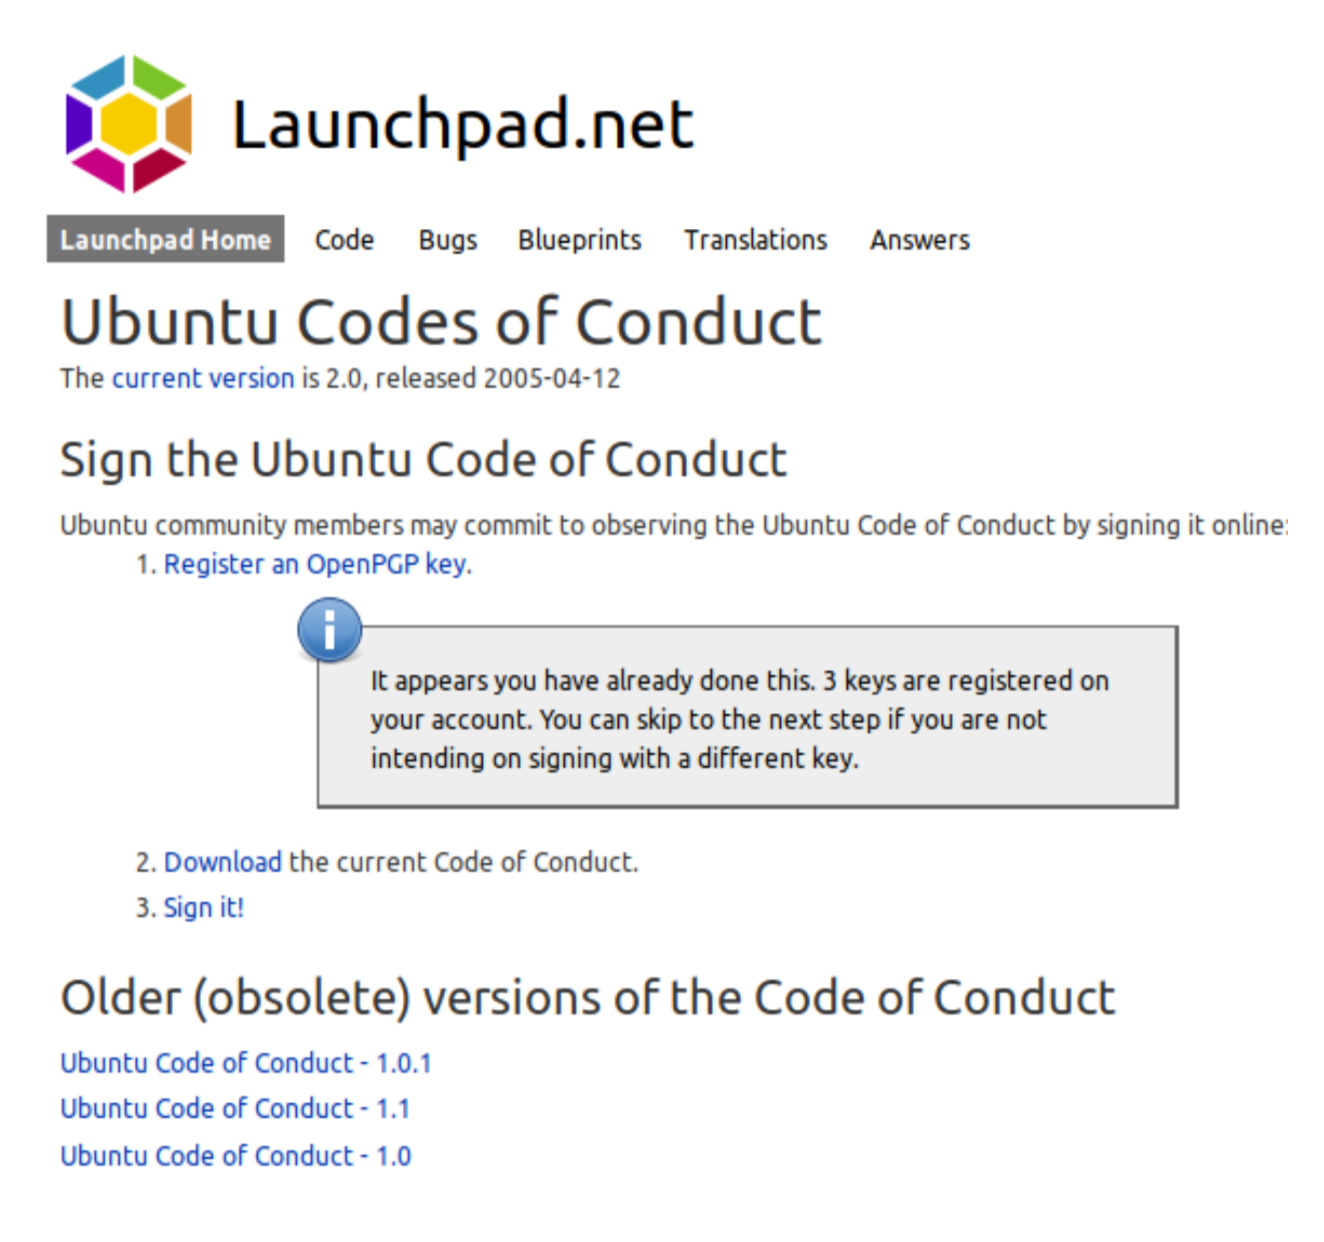 Launchpad.net
Launchpad Home Code Bugs Blueprints Translations Answers
Ubuntu Codes of Conduct
The current version is 2.0, released 2005-04-12
Sign the Ubuntu Code of Conduct
Ubuntu community members may commit to observing the Ubuntu Code of Conduct by signing it online:
1. Register an OpenPGP key.
It appears you have already done this. 3 keys are registered on
your account. You can skip to the next step if you are not
intending on signing with a different key.
2. Download the current Code of Conduct.
3. Sign it!
Older (obsolete) versions of the Code of Conduct
Ubuntu Code of Conduct - 1.0.1
Ubuntu Code of Conduct - 1.1
Ubuntu Code of Conduct - 1.0